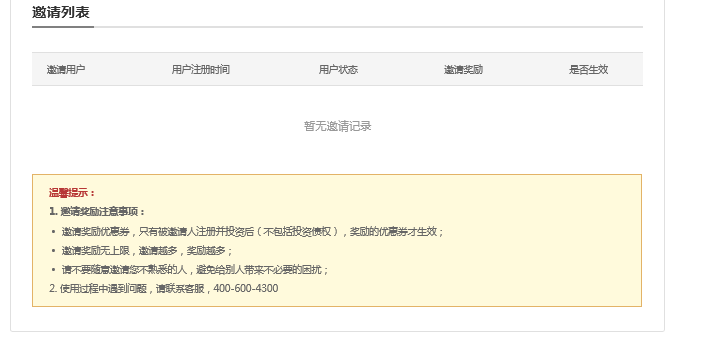 邀请列表
邀请用户 用户注册时间 用户状态 邀请奖励 是否生效
暂无邀请记录
温馨提示：
1. 邀请奖励注意事项：
• 邀请奖励优惠券，只有被邀请人注册并投资后（不包括投资债权），奖励的优惠券才生效；
• 邀请奖励无上限，邀请越多，奖励越多；
• 请不要随意邀请您不熟悉的人，避免给别人带来不必要的困扰；
2. 使用过程中遇到问题，请联系客服，400-600-4300